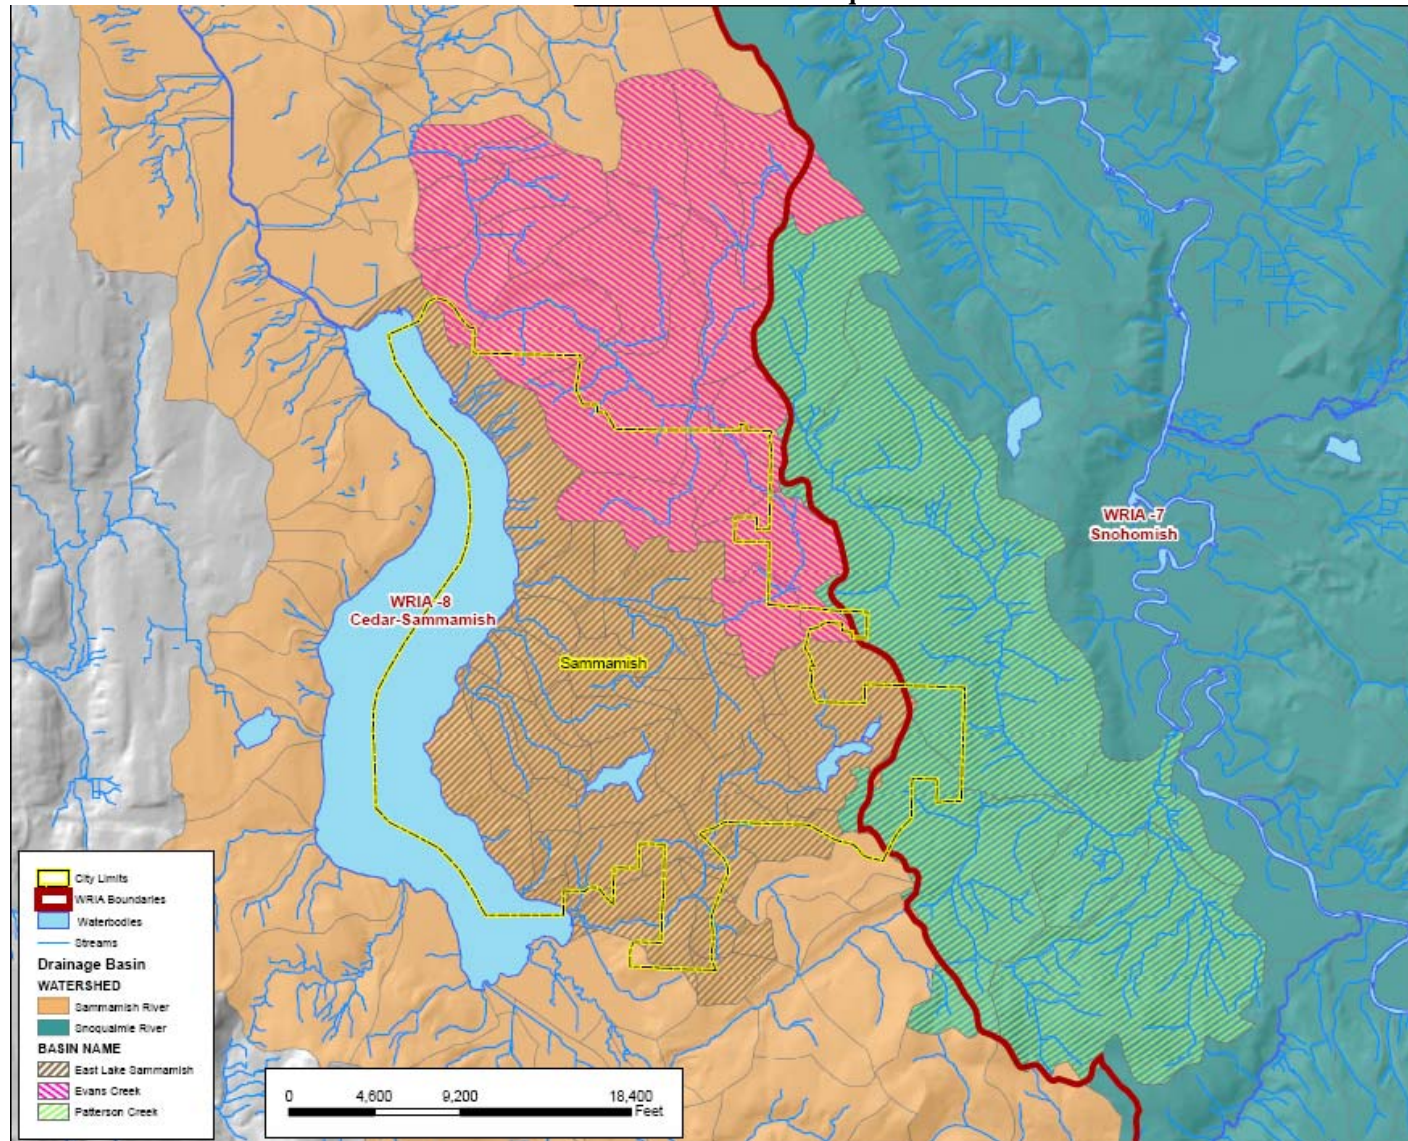 WRIA -7
Snohomish
WRIA -8
Cedar-Sammamish
Sammamish
City Limits
WRIA Boundaries
Waterbodies
Streams
Drainage Basin
WATERSHED
Sammamish River
Snoqualmie River
BASIN NAME
East Lake Sammamish
Evans Creek
Patterson Creek
0 4,600 9,200 18,400
Feet